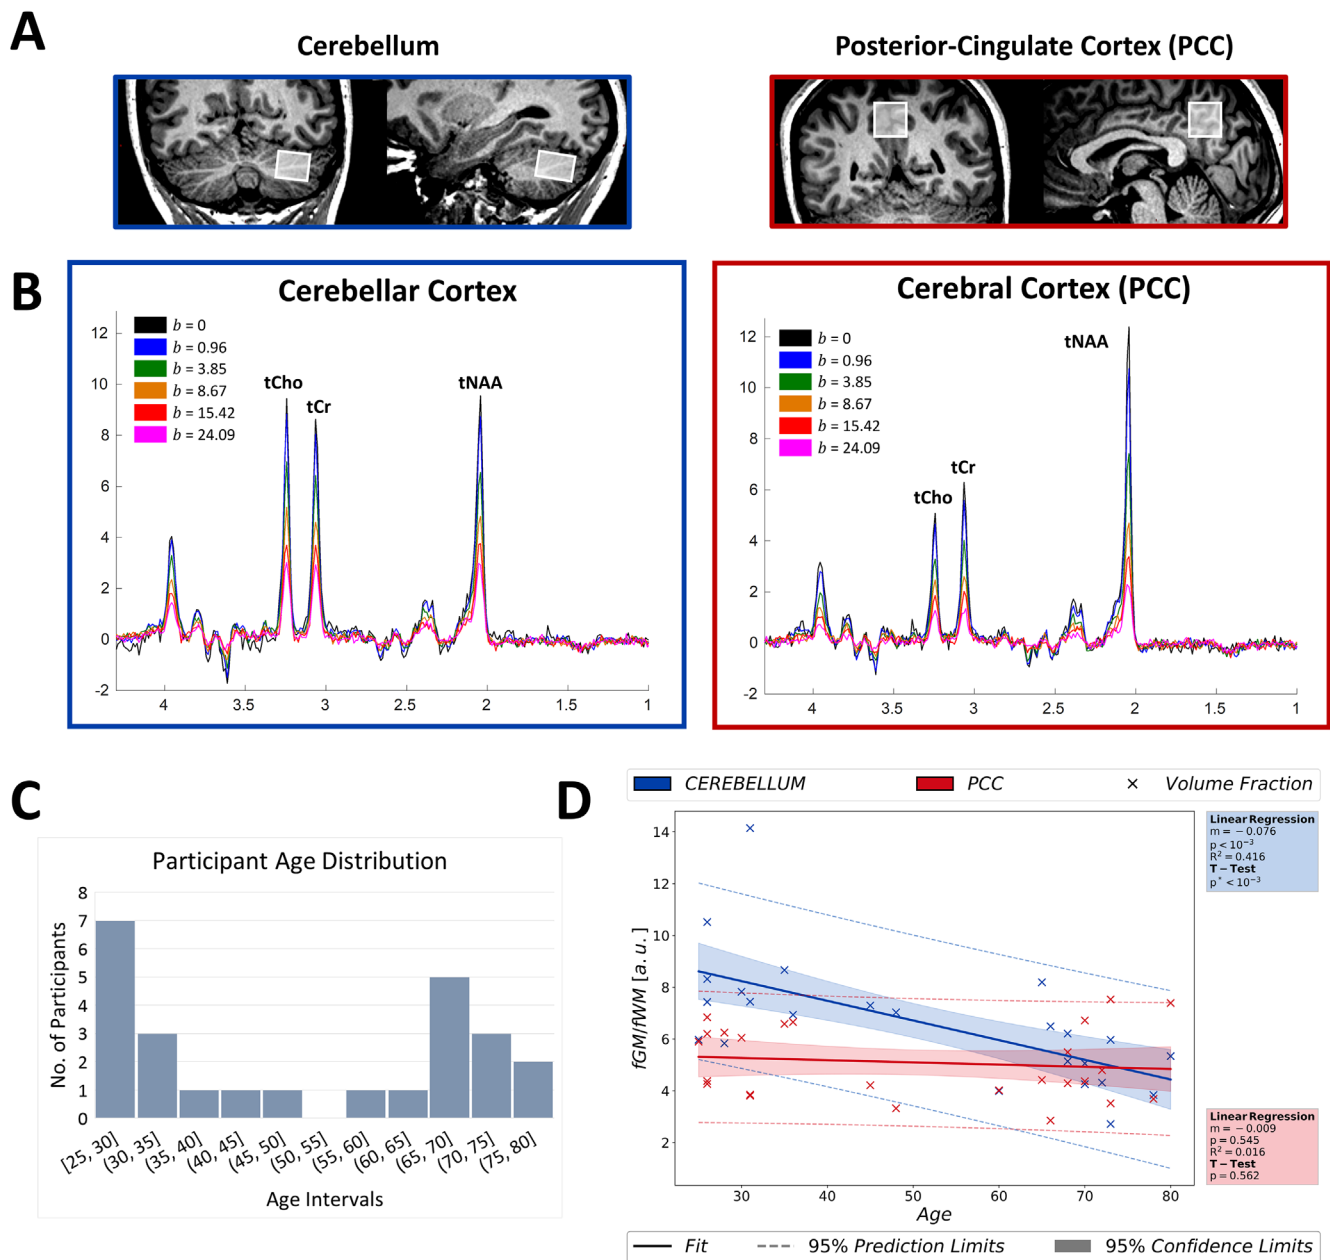 A
Cerebellum
Posterior-Cingulate Cortex (PCC)
B
Cerebellar Cortex
12
10
8
6
4
2
0
-2
b = 0
b = 0.96
b = 3.85
b = 8.67
b = 15.42
b = 24.09
tCho
tCr
tNAA
4
3.5
3
2.5
2
1.5
1
Cerebral Cortex (PCC)
12
10
8
6
4
2
0
-2
b = 0
b = 0.96
b = 3.85
b = 8.67
b = 15.42
b = 24.09
tNAA
tCho
tCr
4
3.5
3
2.5
2
1.5
1
C
Participant Age Distribution
No. of Participants
8
7
6
5
4
3
2
1
0
[25, 30]
(30, 35]
(35, 40]
(40, 45]
(45, 50]
(50, 55]
(55, 60]
(60, 65]
(65, 70]
(70, 75]
(75, 80]
Age Intervals
D
CEREBELLUM
PCC
× Volume Fraction
fGM/fWM [a.u.]
14
12
10
8
6
4
2
30
40
50
60
70
80
Age
Linear Regression
m = − 0.076
p < 10⁻³
R² = 0.416
T − Test
p* < 10⁻³
Linear Regression
m = − 0.009
p = 0.545
R² = 0.016
T − Test
p = 0.562
Fit
95% Prediction Limits
95% Confidence Limits